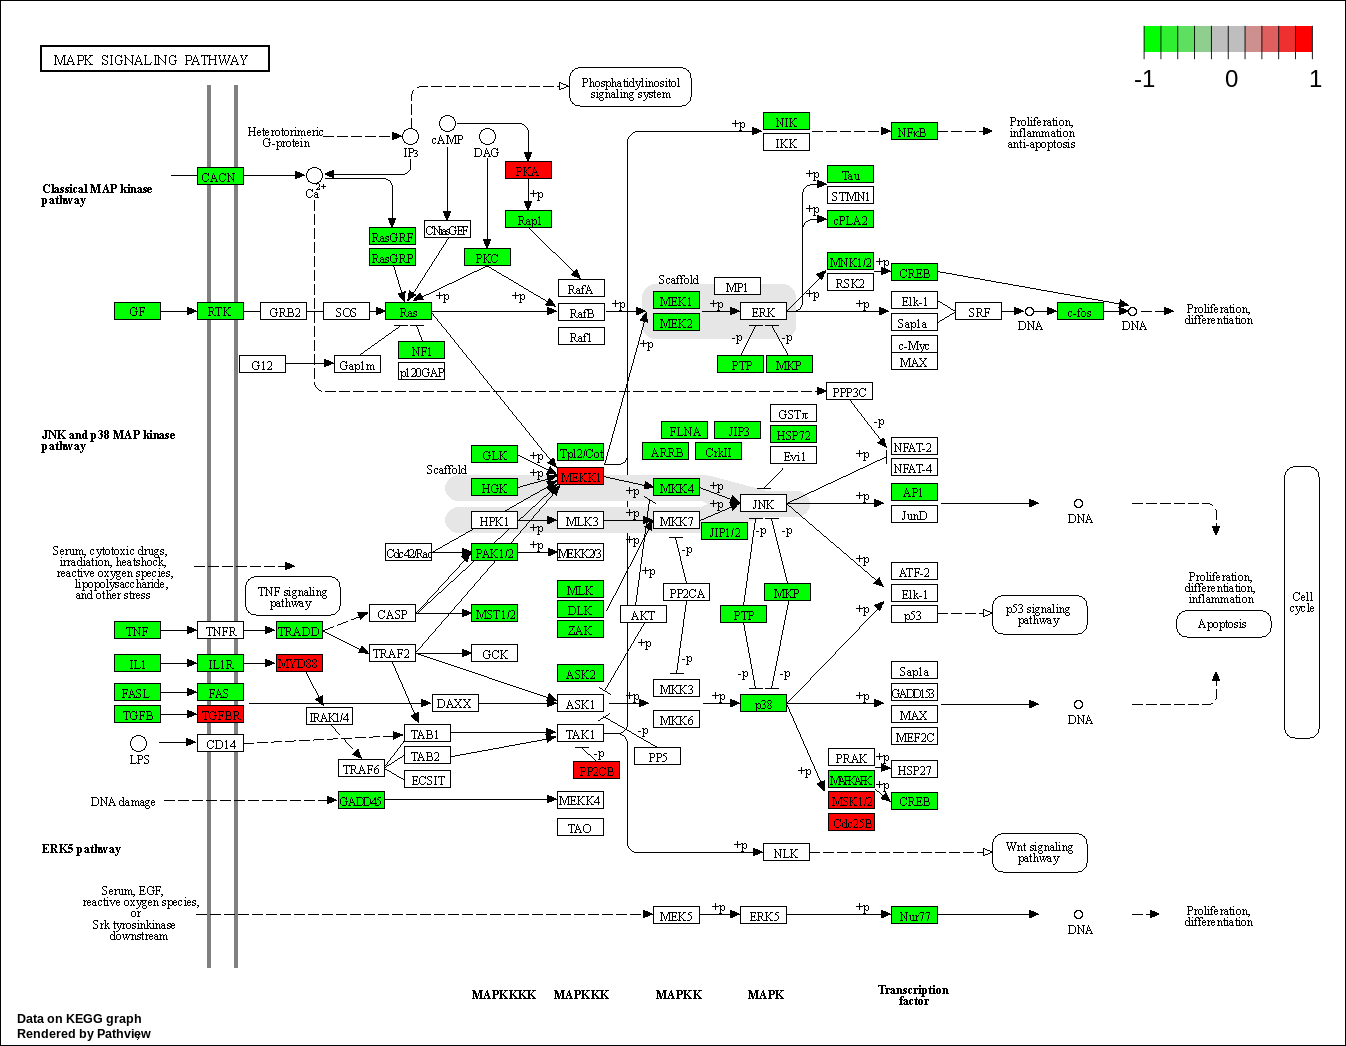 MAPK SIGNALING PATHWAY
-1 0 1
Phosphatidylinositol
signaling system
Heterotorimeric
G-protein
IP3
cAMP
DAG
+p
NIK
IKK
NFκB
Proliferation,
inflammation
anti-apoptosis
Classical MAP kinase
pathway
CACN
Ca2+
PKA
+p
Rap1
RasGRF
RasGRP
CNrasGEF
PKC
+p
Tau
STMN1
+p
cPLA2
MNK1/2
RSK2
+p
CREB
Scaffold
MP1
RafA
RafB
Raf1
+p
+p
+p
+p
GF
RTK
GRB2
SOS
Ras
MEK1
MEK2
+p
ERK
+p
+p
Elk-1
Sap1a
c-Myc
MAX
SRF
DNA
c-fos
DNA
Proliferation,
differentiation
G12
Gap1m
NF1
p120GAP
-p
-p
PTP
MKP
PPP3C
-p
JNK and p38 MAP kinase
pathway
Scaffold
GLK
HGK
HPK1
+p
+p
+p
+p
Tpl2/Cot
MEKK1
MLK3
MEKK2/3
FLNA
JIP3
ARRB
CrkII
GSTπ
HSP72
Evi1
MKK4
MKK7
+p
+p
+p
+p
JNK
JIP1/2
+p
NFAT-2
NFAT-4
+p
AP1
JunD
DNA
Cdc42/Rac
PAK1/2
-p
-p
-p
+p
+p
ATF-2
Elk-1
p53
p53 signaling
pathway
Serum, cytotoxic drugs,
irradiation, heatshock,
reactive oxygen species,
lipopolysaccharide,
and other stress
TNF signaling
pathway
CASP
MST1/2
MLK
DLK
ZAK
AKT
PP2CA
PTP
MKP
Proliferation,
differentiation,
inflammation
Apoptosis
Cell
cycle
TNF
TNFR
TRADD
TRAF2
GCK
+p
-p
-p
-p
IL1
IL1R
MYD88
ASK2
FASL
FAS
DAXX
ASK1
+p
MKK3
MKK6
+p
p38
+p
+p
Sap1a
GADD153
MAX
MEF2C
DNA
TGFB
TGFBR
IRAK1/4
LPS
CD14
TAB1
TAB2
ECSIT
TRAF6
TAK1
-p
-p
PP5
PP2CB
PRAK
MAPKAPK
MSK1/2
Cdc25B
+p
+p
HSP27
CREB
DNA damage
GADD45
MEKK4
TAO
ERK5 pathway
+p
NLK
Wnt signaling
pathway
Serum, EGF,
reactive oxygen species,
or
Srk tyrosinkinase
downstream
MEK5
+p
ERK5
+p
Nur77
DNA
Proliferation,
differentiation
MAPKKKK
MAPKKK
MAPKK
MAPK
Transcription
factor
Data on KEGG graph
Rendered by Pathview